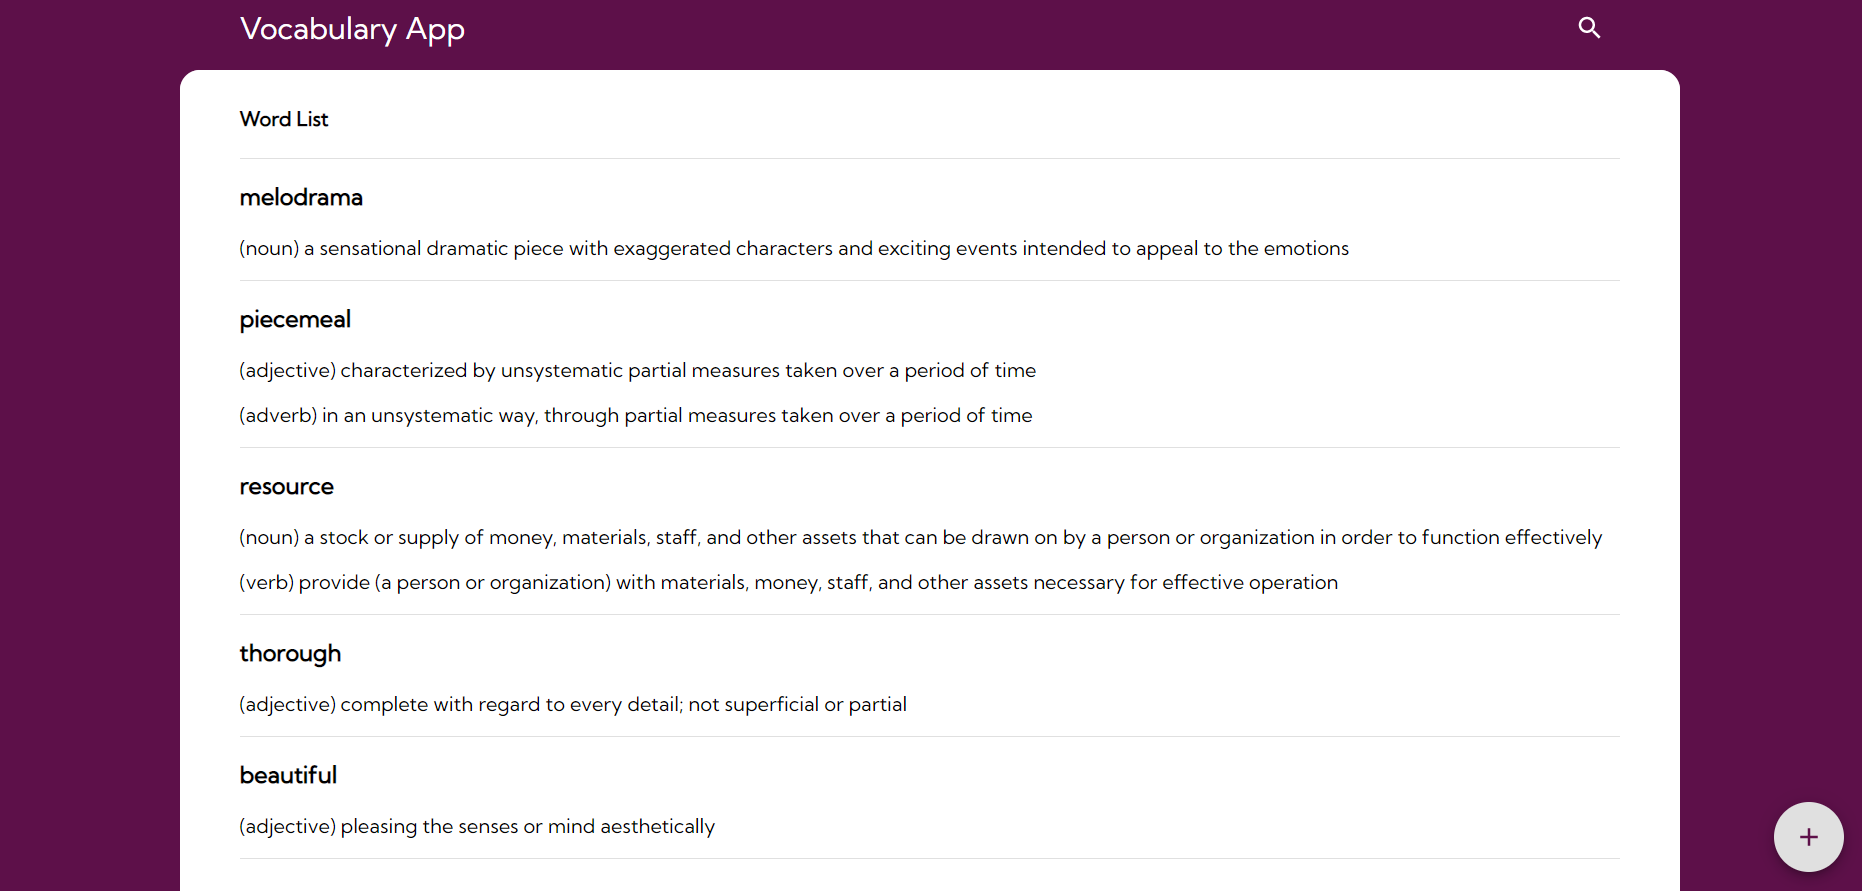 Vocabulary App
Word List
melodrama
(noun) a sensational dramatic piece with exaggerated characters and exciting events intended to appeal to the emotions
piecemeal
(adjective) characterized by unsystematic partial measures taken over a period of time
(adverb) in an unsystematic way, through partial measures taken over a period of time
resource
(noun) a stock or supply of money, materials, staff, and other assets that can be drawn on by a person or organization in order to function effectively
(verb) provide (a person or organization) with materials, money, staff, and other assets necessary for effective operation
thorough
(adjective) complete with regard to every detail; not superficial or partial
beautiful
(adjective) pleasing the senses or mind aesthetically
+